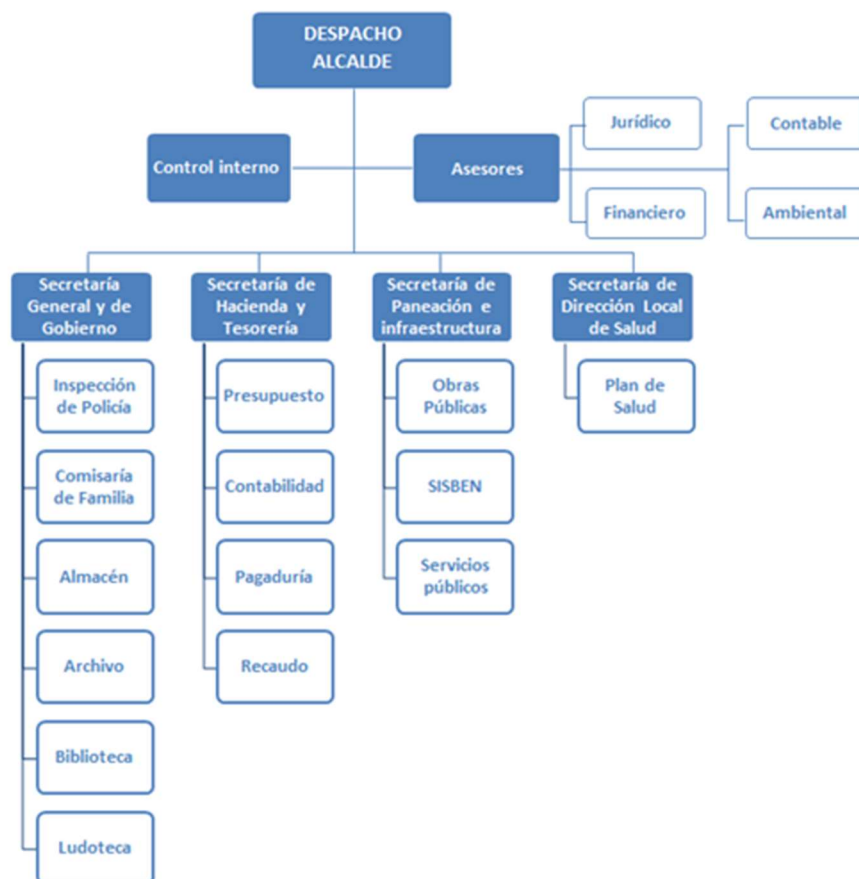 DESPACHO
ALCALDE
Control interno
Asesores
Jurídico
Contable
Financiero
Ambiental
Secretaría
General y de
Gobierno
Inspección
de Policía
Comisaría
de Familia
Almacén
Archivo
Biblioteca
Ludoteca
Secretaría de
Hacienda y
Tesorería
Presupuesto
Contabilidad
Pagaduría
Recaudo
Secretaría de
Paneación e
infraestructura
Obras
Públicas
SISBEN
Servicios
públicos
Secretaría de
Dirección Local
de Salud
Plan de
Salud